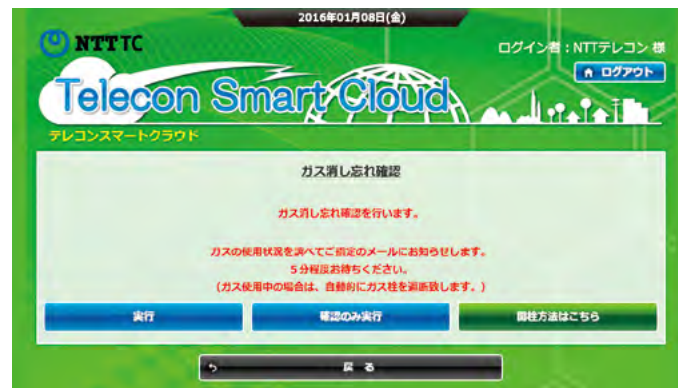 2016年01月08日(金)
NTT TC
ログイン者：NTTテレコン 様
ログアウト
Telecon Smart Cloud
テレコンスマートクラウド
ガス消し忘れ確認
ガス消し忘れ確認を行います。
ガスの使用状況を調べてご指定のメールにお知らせします。
５分程度お待ちください。
(ガス使用中の場合は、自動的にガス栓を遮断致します。)
実行
確認のみ実行
開栓方法はこちら
戻 る